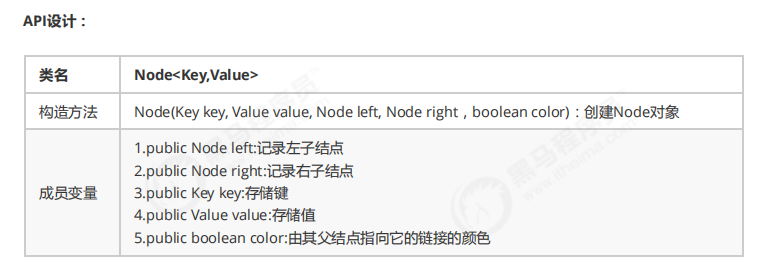 API设计：
类名 Node<Key,Value>
构造方法 Node(Key key, Value value, Node left, Node right，boolean color)：创建Node对象
成员变量
1.public Node left:记录左子结点
2.public Node right:记录右子结点
3.public Key key:存储键
4.public Value value:存储值
5.public boolean color:由其父结点指向它的链接的颜色
黑马程序员
www.itheima.com